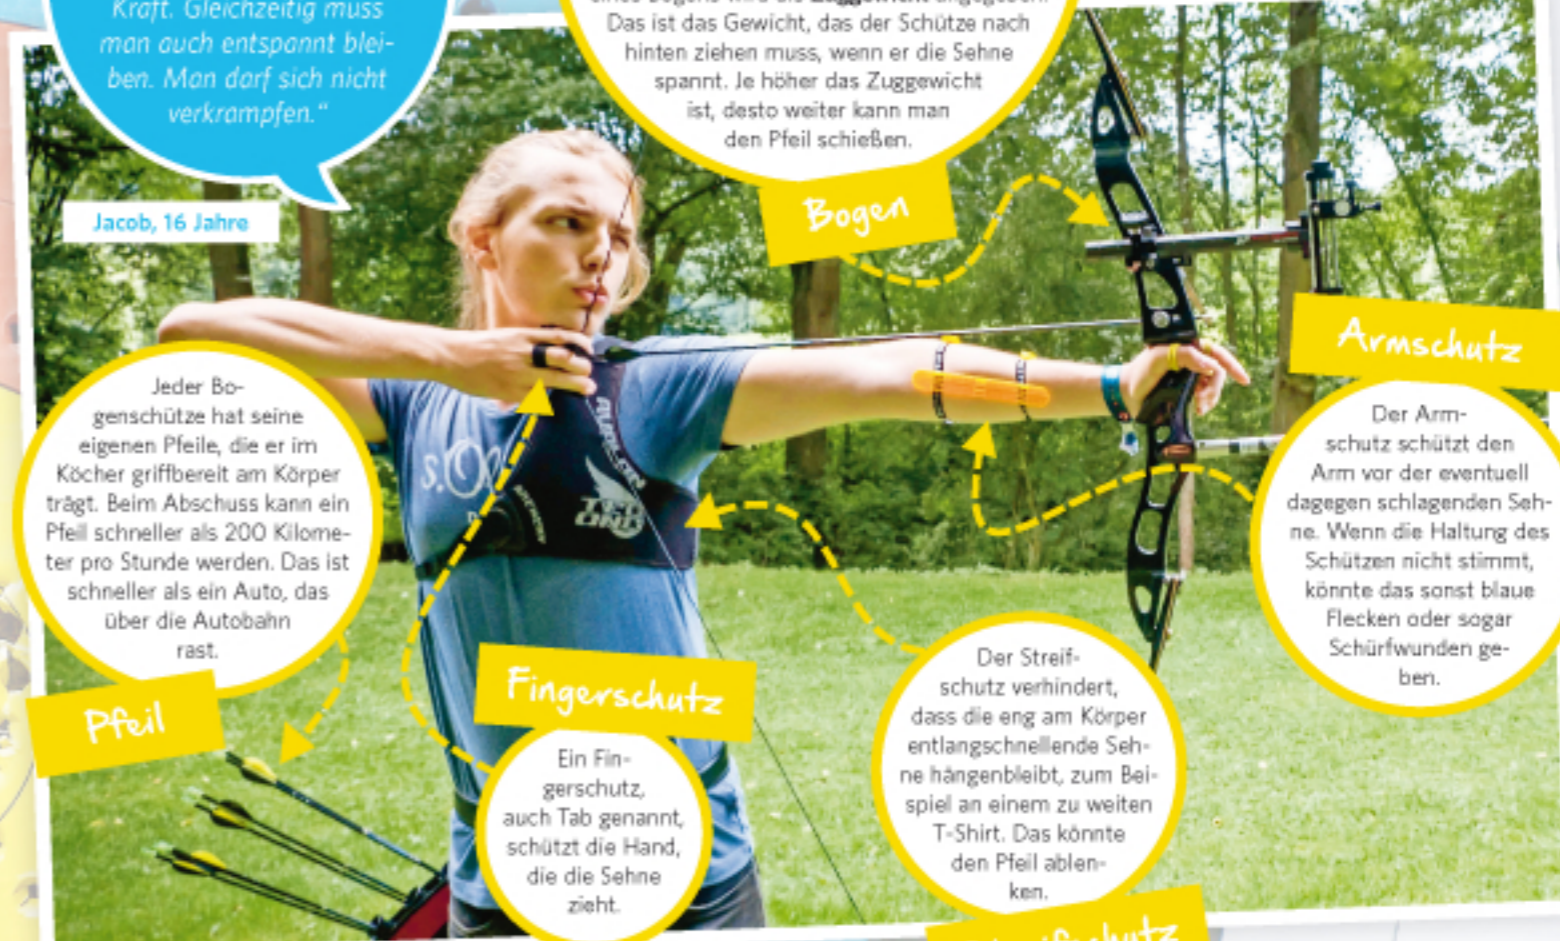 Kraft. Gleichzeitig muss
man auch entspannt blei-
ben. Man darf sich nicht
verkrampfen.“
Jacob, 16 Jahre
Das ist das Gewicht, das der Schütze nach
hinten ziehen muss, wenn er die Sehne
spannt. Je höher das Zuggewicht
ist, desto weiter kann man
den Pfeil schießen.
Bogen
Armschutz
Der Arm-
schutz schützt den
Arm vor der eventuell
dagegen schlagenden Seh-
ne. Wenn die Haltung des
Schützen nicht stimmt,
könnte das sonst blaue
Flecken oder sogar
Schürfwunden ge-
ben.
Jeder Bo-
genschütze hat seine
eigenen Pfeile, die er im
Köcher griffbereit am Körper
trägt. Beim Abschuss kann ein
Pfeil schneller als 200 Kilome-
ter pro Stunde werden. Das ist
schneller als ein Auto, das
über die Autobahn
rast.
Pfeil
Fingerschutz
Ein Fin-
gerschutz,
auch Tab genannt,
schützt die Hand,
die die Sehne
zieht.
Der Streif-
schutz verhindert,
dass die eng am Körper
entlangschnellende Seh-
ne hängenbleibt, zum Bei-
spiel an einem zu weiten
T-Shirt. Das könnte
den Pfeil ablen-
ken.